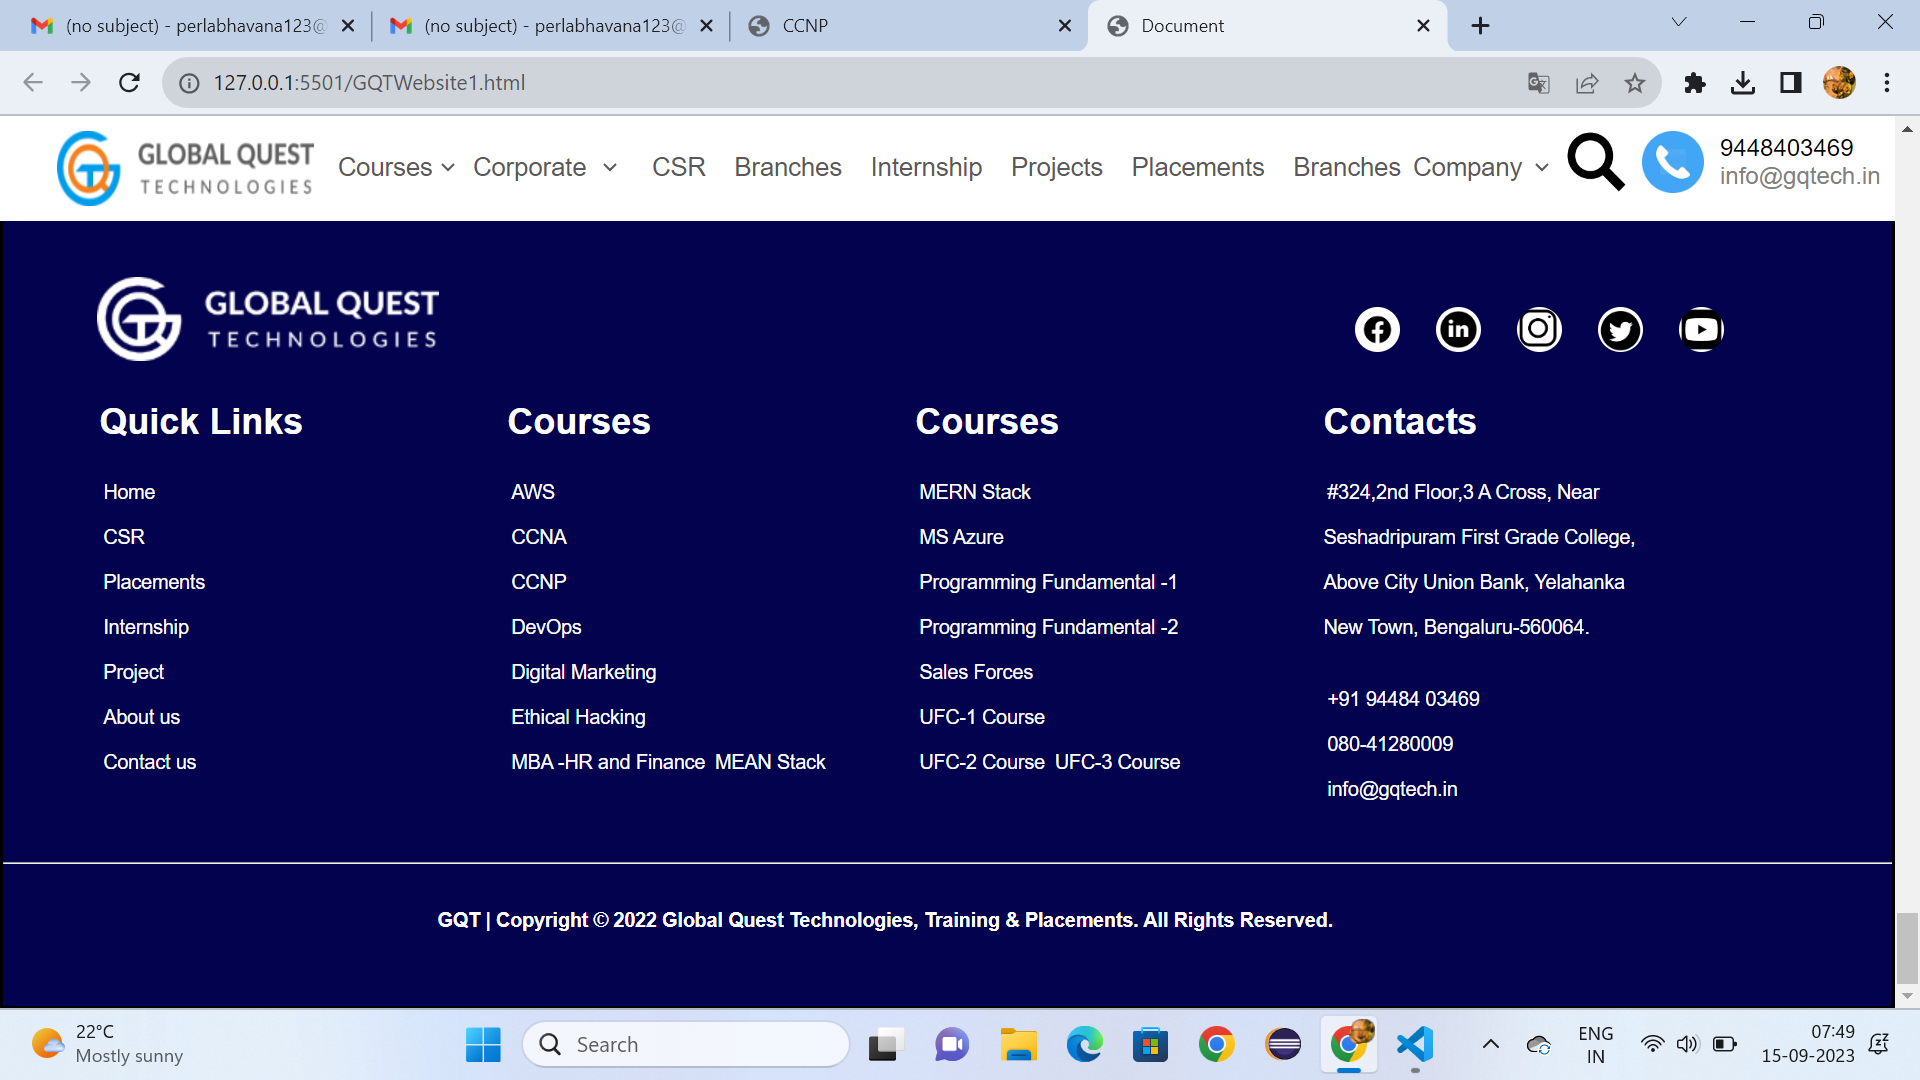 (no subject) - perlabhavana123@
(no subject) - perlabhavana123@
CCNP
Document
127.0.0.1:5501/GQTWebsite1.html
GLOBAL QUEST
TECHNOLOGIES
Courses
Corporate
CSR
Branches
Internship
Projects
Placements
Branches
Company
9448403469
info@gqtech.in
GLOBAL QUEST
TECHNOLOGIES
Quick Links
Home
CSR
Placements
Internship
Project
About us
Contact us
Courses
AWS
CCNA
CCNP
DevOps
Digital Marketing
Ethical Hacking
MBA -HR and Finance MEAN Stack
Courses
MERN Stack
MS Azure
Programming Fundamental -1
Programming Fundamental -2
Sales Forces
UFC-1 Course
UFC-2 Course UFC-3 Course
Contacts
#324,2nd Floor,3 A Cross, Near
Seshadripuram First Grade College,
Above City Union Bank, Yelahanka
New Town, Bengaluru-560064.
+91 94484 03469
080-41280009
info@gqtech.in
GQT | Copyright © 2022 Global Quest Technologies, Training & Placements. All Rights Reserved.
22°C
Mostly sunny
Search
ENG
IN
07:49
15-09-2023